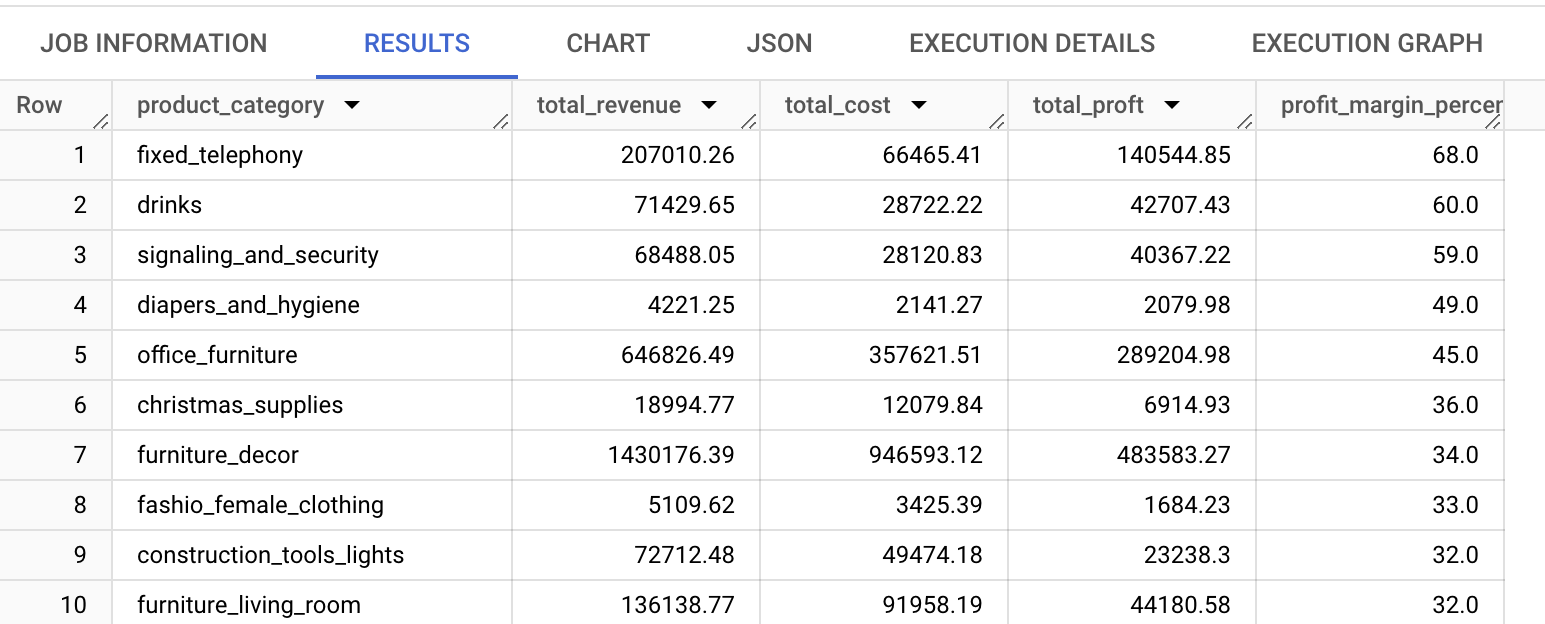 JOB INFORMATION RESULTS CHART JSON EXECUTION DETAILS EXECUTION GRAPH
Row product_category total_revenue total_cost total_proft profit_margin_percer
1 fixed_telephony 207010.26 66465.41 140544.85 68.0
2 drinks 71429.65 28722.22 42707.43 60.0
3 signaling_and_security 68488.05 28120.83 40367.22 59.0
4 diapers_and_hygiene 4221.25 2141.27 2079.98 49.0
5 office_furniture 646826.49 357621.51 289204.98 45.0
6 christmas_supplies 18994.77 12079.84 6914.93 36.0
7 furniture_decor 1430176.39 946593.12 483583.27 34.0
8 fashio_female_clothing 5109.62 3425.39 1684.23 33.0
9 construction_tools_lights 72712.48 49474.18 23238.3 32.0
10 furniture_living_room 136138.77 91958.19 44180.58 32.0